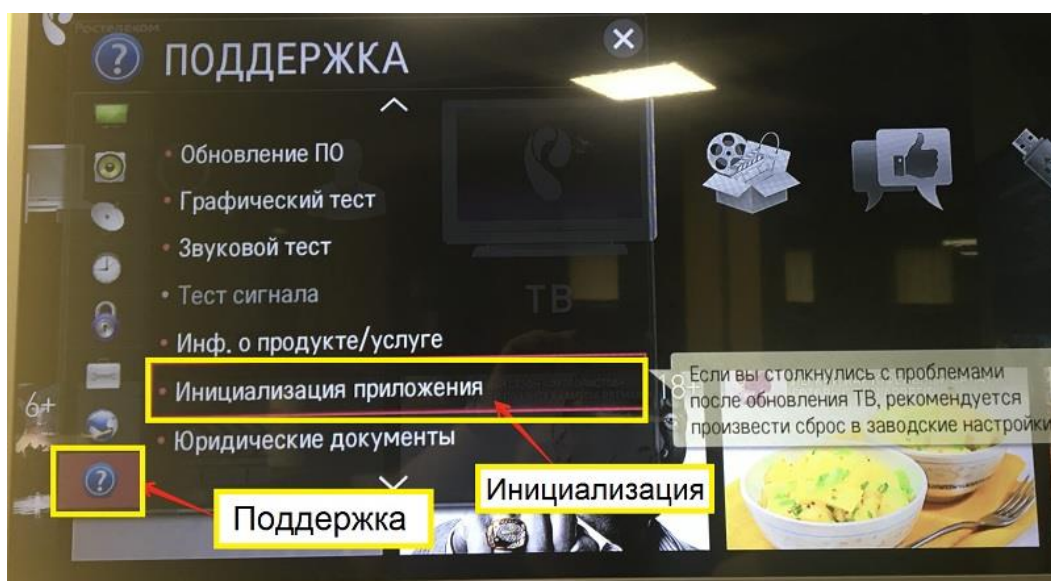 Ростелеком
ПОДДЕРЖКА
Обновление ПО
Графический тест
Звуковой тест
Тест сигнала
ТВ
Инф. о продукте/услуге
Инициализация приложения
18+
Если вы столкнулись с проблемами
после обновления ТВ, рекомендуется
произвести сброс в заводские настройки
6+
Юридические документы
Инициализация
Поддержка